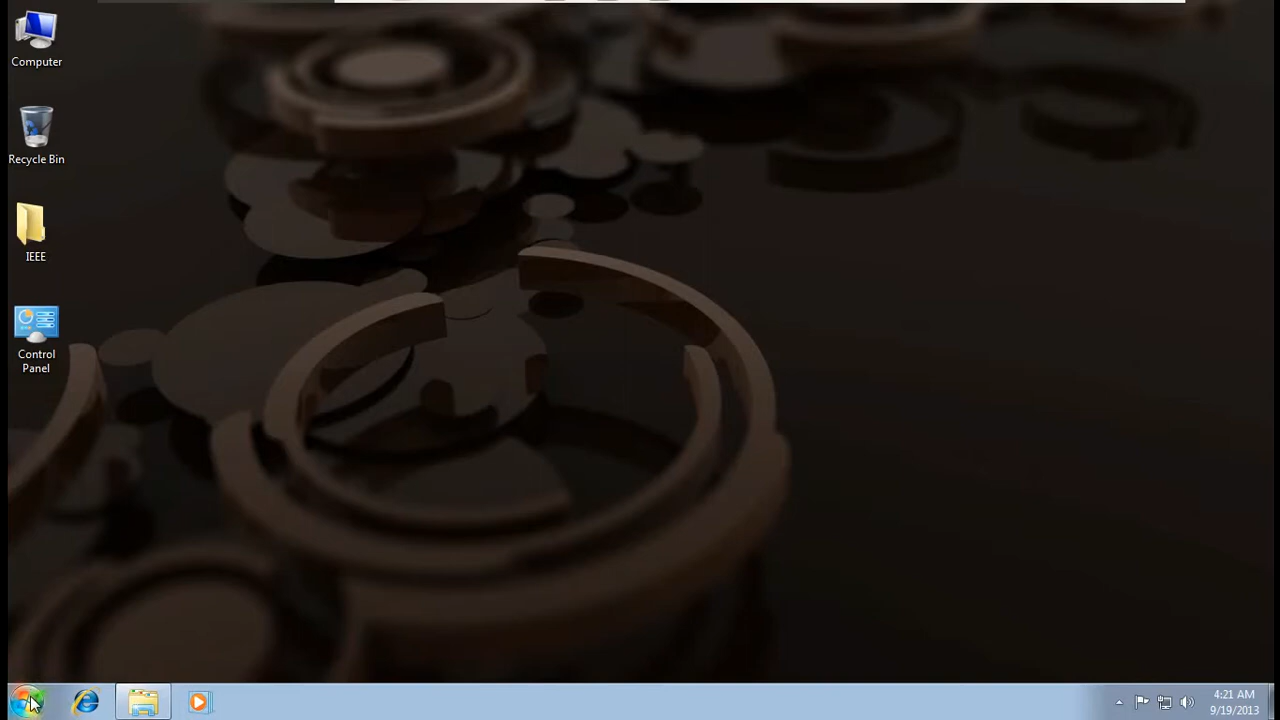 Computer
Recycle Bin
IEEE
Control
Panel
4:21 AM
9/19/2013